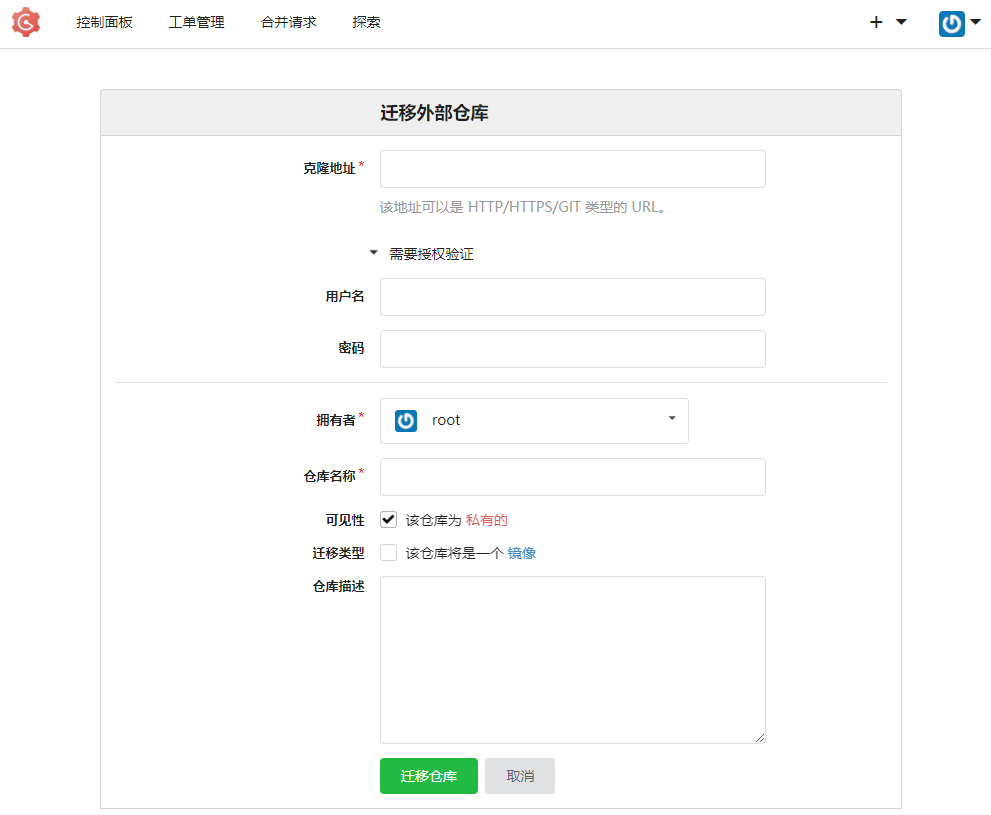 控制面板 工单管理 合并请求 探索
迁移外部仓库
克隆地址*
该地址可以是 HTTP/HTTPS/GIT 类型的 URL。
需要授权验证
用户名
密码
拥有者* root
仓库名称*
可见性 该仓库为 私有的
迁移类型 该仓库将是一个 镜像
仓库描述
迁移仓库 取消